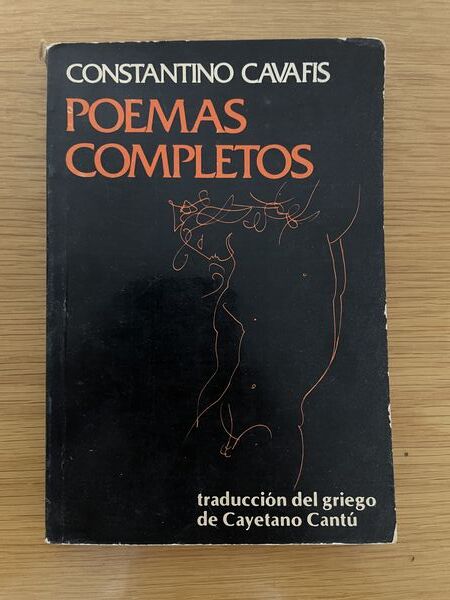 CONSTANTINO CAVAFIS
POEMAS
COMPLETOS
traducción del griego
de Cayetano Cantú